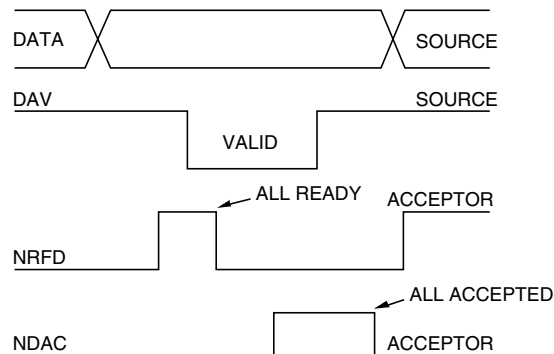 DATA SOURCE
DAV SOURCE
VALID
ALL READY
ACCEPTOR
NRFD
ALL ACCEPTED
NDAC ACCEPTOR